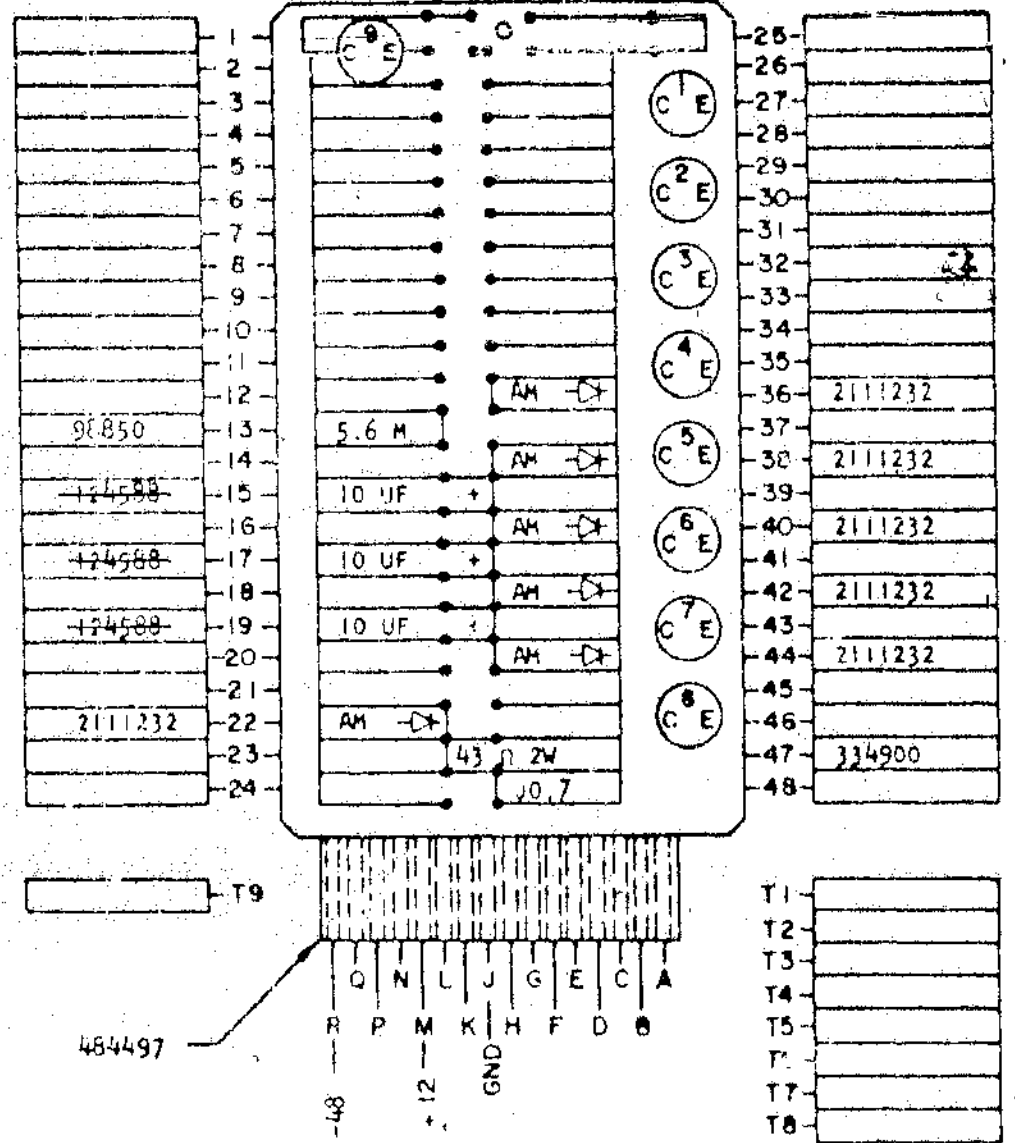 1
2
3
4
5
6
7
8
9
10
11
12
98850 13 5.6 M
14
124588 15 10 UF +
16
124588 17 10 UF +
18
124588 19 10 UF
20
21
2111232 22 AM
23 43 Ω 2W
24
9
C E
1
C E
2
C E
3
C E
4
C E
5
C E
6
C E
7
C E
8
C E
25
26
27
28
29
30
31
32
33
34
35
AM 36 2111232
37
AM 38 2111232
39
AM 40 2111232
41
AM 42 2111232
43
AM 44 2111232
45
46
47 334900
48
T9
T1
T2
T3
T4
T5
T7
T8
Q N L J G E C A
R P M K H F D B
-48 +12 GND
484497